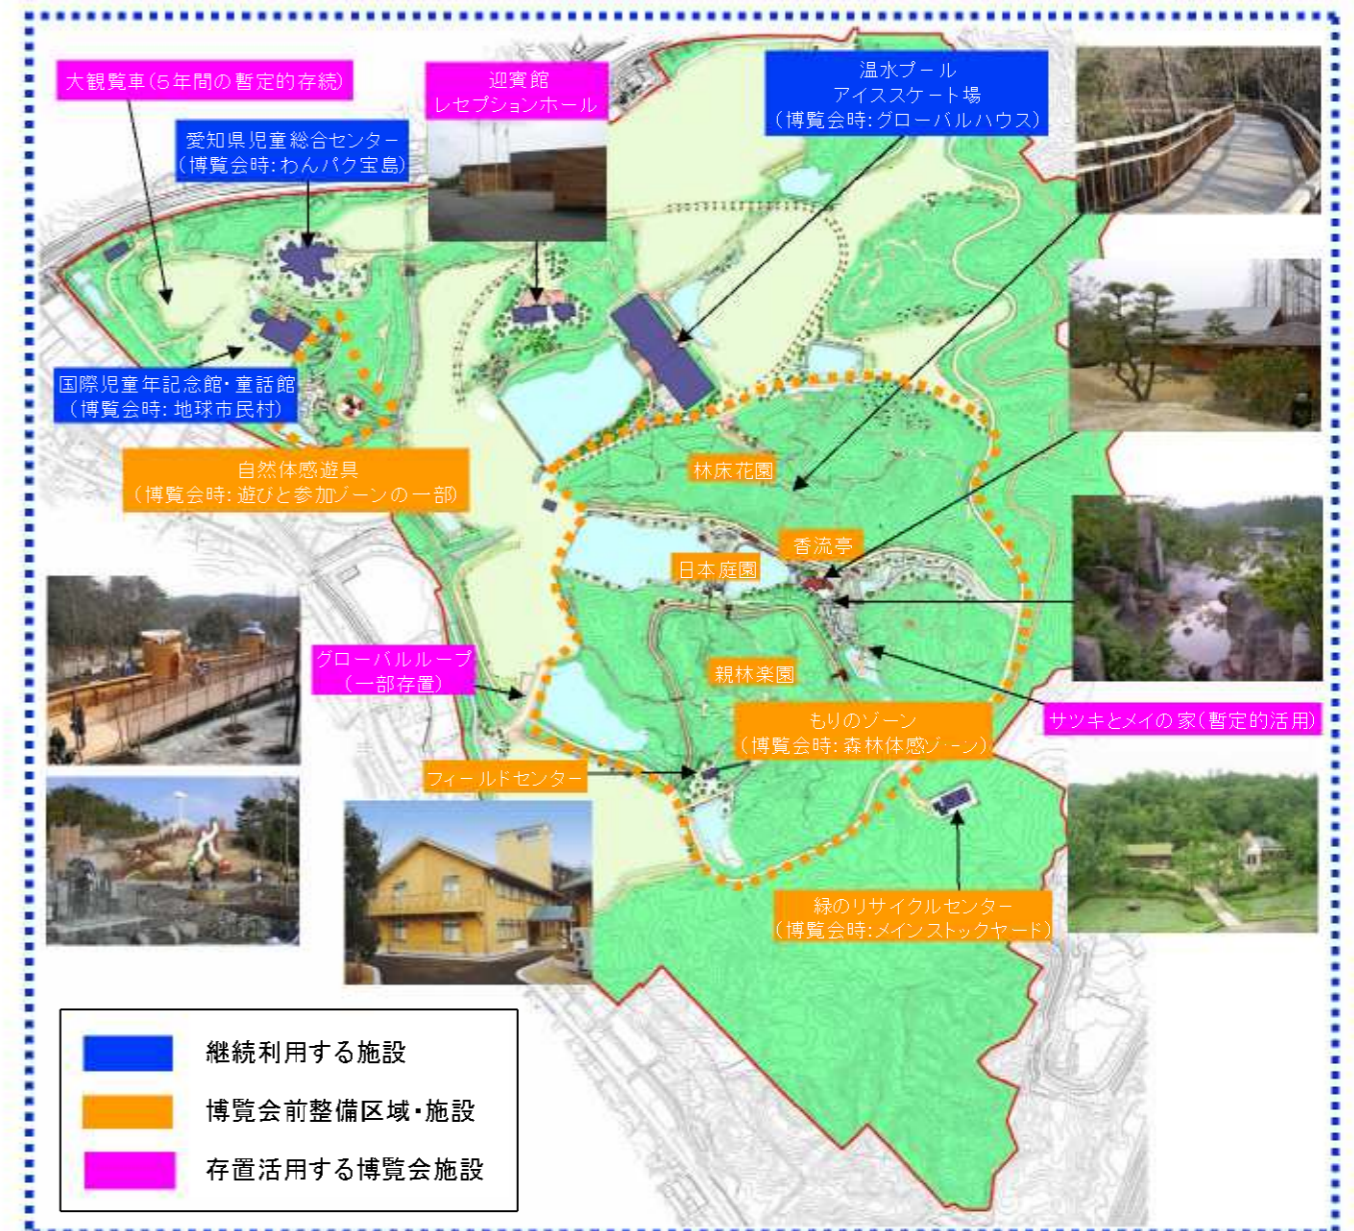 大観覧車(5年間の暫定的存続)
迎賓館
レセプションホール
温水プール
アイススケート場
(博覧会時:グローバルハウス)
愛知県児童総合センター
(博覧会時:わんパク宝島)
国際児童年記念館・童話館
(博覧会時:地球市民村)
自然体感遊具
(博覧会時:遊びと参加ゾーンの一部)
林床花園
香流亭
日本庭園
グローバルループ
(一部存置)
親林楽園
もりのゾーン
(博覧会時:森林体感ゾーン)
サツキとメイの家(暫定的活用)
フィールドセンター
緑のリサイクルセンター
(博覧会時:メインストックヤード)
継続利用する施設
博覧会前整備区域・施設
存置活用する博覧会施設